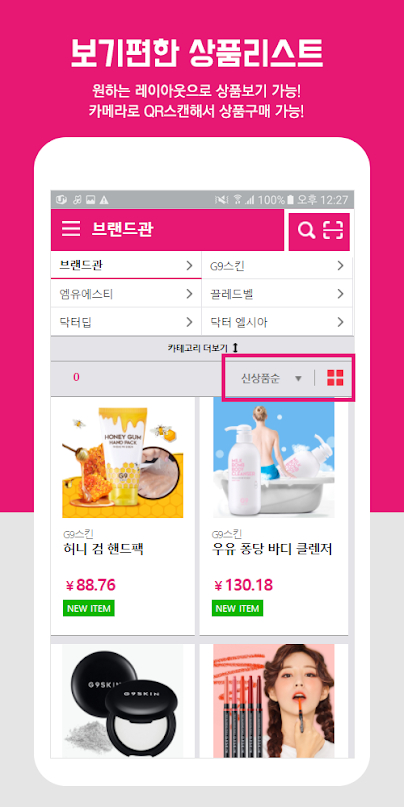 보기편한 상품리스트
원하는 레이아웃으로 상품보기 가능!
카메라로 QR스캔해서 상품구매 가능!
100% 오후 12:27
브랜드관
브랜드관
G9스킨
엠유에스티
끌레드벨
닥터딥
닥터 엘시아
카테고리 더보기
0
신상품순
HONEY GUM
HAND PACK
G9
G9스킨
허니 검 핸드팩
¥88.76
NEW ITEM
G9스킨
우유 퐁당 바디 클렌저
¥130.18
NEW ITEM
G9SKIN
G9SKIN